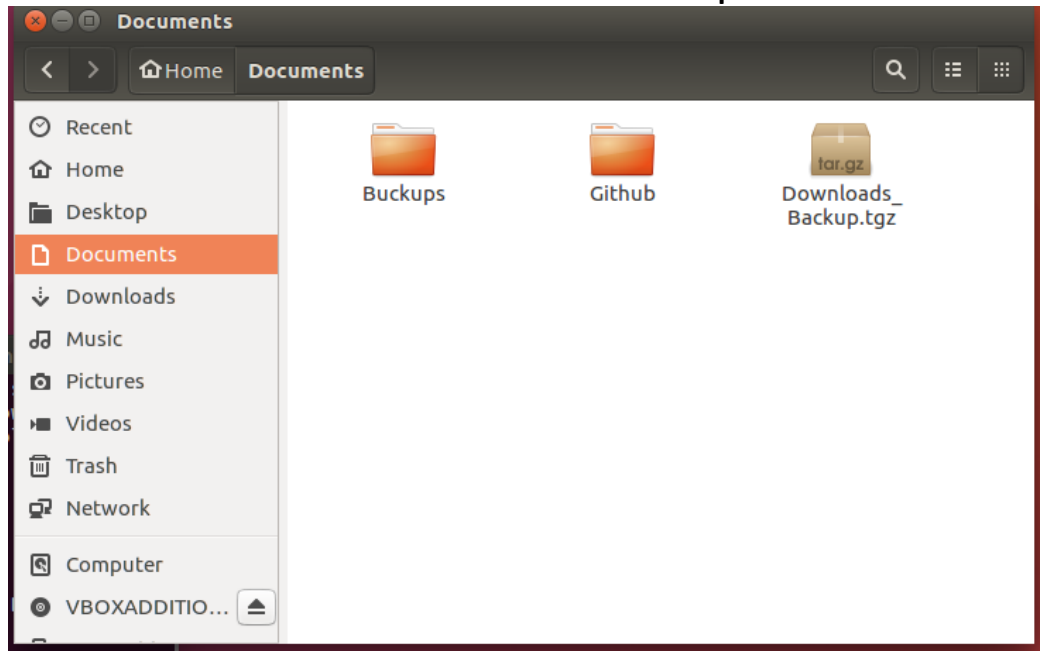 Documents
Home Documents
Recent
Home
Desktop
Documents
Downloads
Music
Pictures
Videos
Trash
Network
Computer
VBOXADDITIO...
Buckups
Github
tar.gz
Downloads_
Backup.tgz